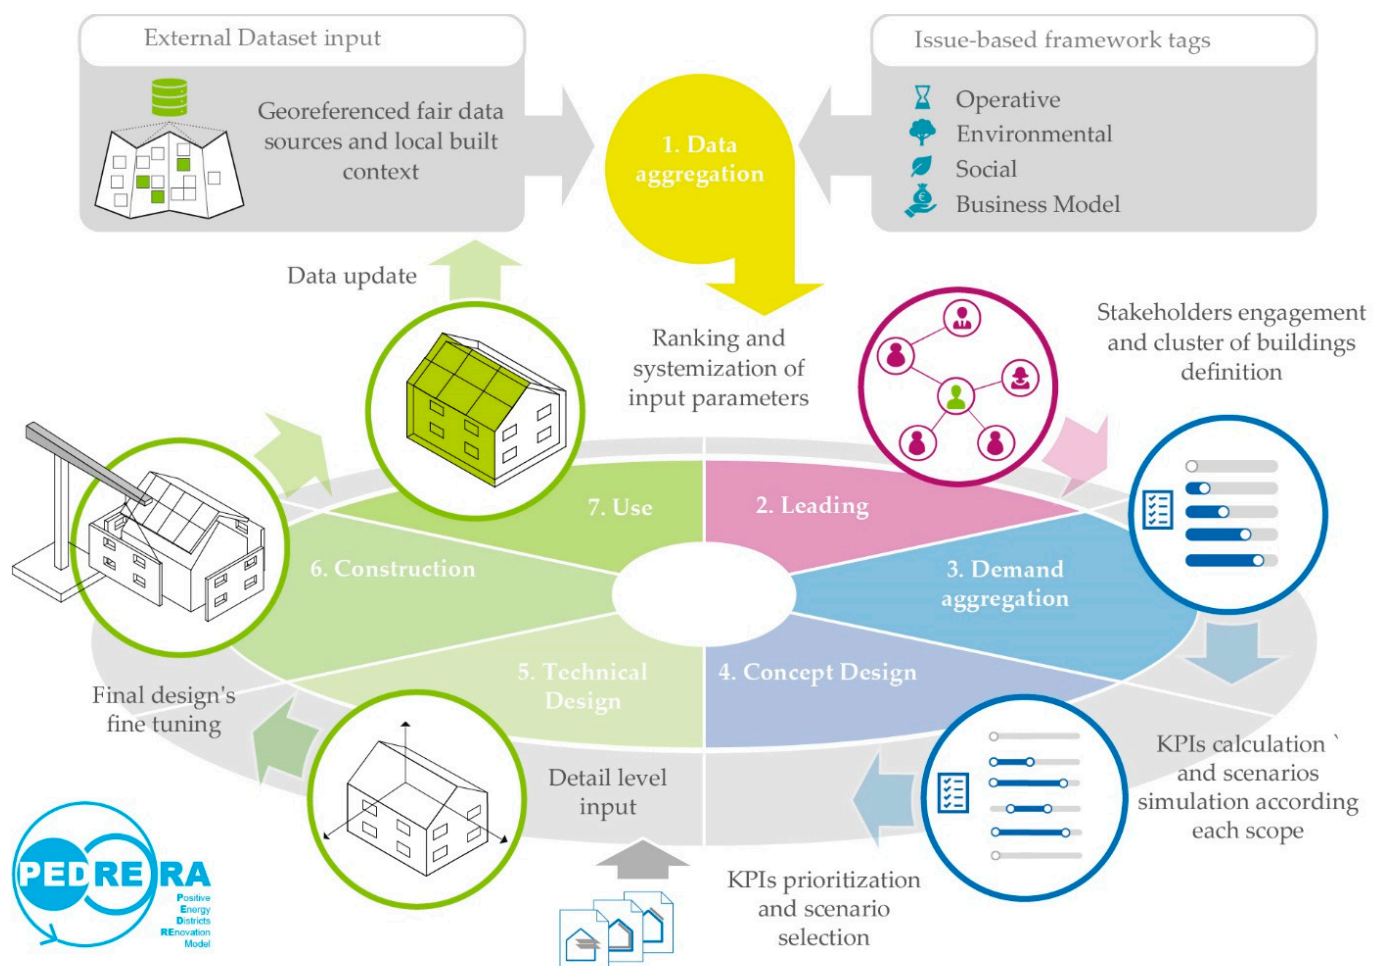 External Dataset input
Georeferenced fair data
sources and local built
context
1. Data
aggregation
Issue-based framework tags
Operative
Environmental
Social
Business Model
Data update
Ranking and
systemization of
input parameters
Stakeholders engagement
and cluster of buildings
definition
7. Use
2. Leading
6. Construction
3. Demand
aggregation
5. Technical
Design
4. Concept Design
Final design's
fine tuning
Detail level
input
KPIs calculation `
and scenarios
simulation according
each scope
KPIs prioritization
and scenario
selection
PEDRERA
Positive
Energy
Districts
REnovation
Model